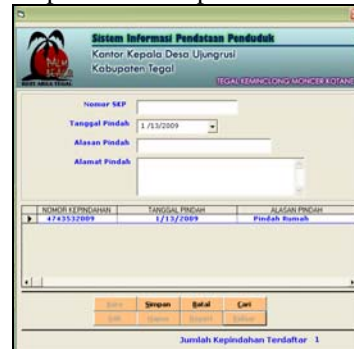 Sistem Informasi Pendataan Penduduk
Kantor Kepala Desa Ujungrusi
Kabupaten Tegal
TEGAL KEMINCLONG MONCER KOTANE
Nomor SKP
Tanggal Pindah 1 /13/2009
Alasan Pindah
Alamat Pindah
NOMOR KEPINDAHAN TANGGAL PINDAH ALASAN PINDAH
4743532009 1/13/2009 Pindah Rumah
Simpan Batal Cari
Edit
Jumlah Kepindahan Terdaftar 1